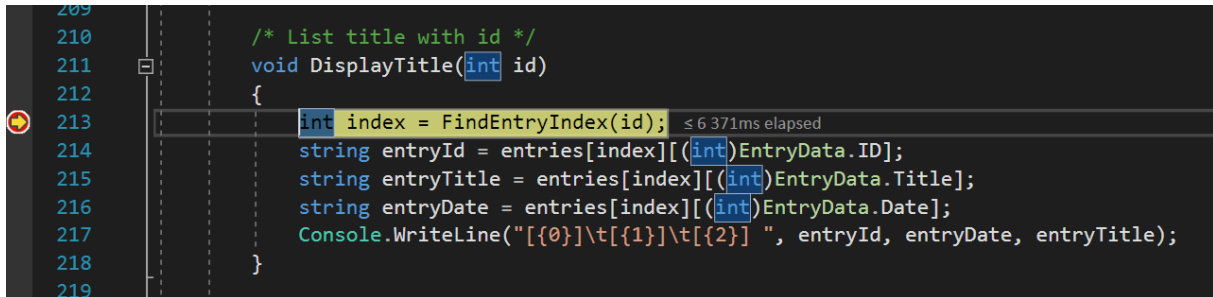 209
210 /* List title with id */
211 void DisplayTitle(int id)
212 {
213 int index = FindEntryIndex(id); ≤ 6 371ms elapsed
214 string entryId = entries[index][(int)EntryData.ID];
215 string entryTitle = entries[index][(int)EntryData.Title];
216 string entryDate = entries[index][(int)EntryData.Date];
217 Console.WriteLine("[{0}]\t[{1}]\t[{2}] ", entryId, entryDate, entryTitle);
218 }
219